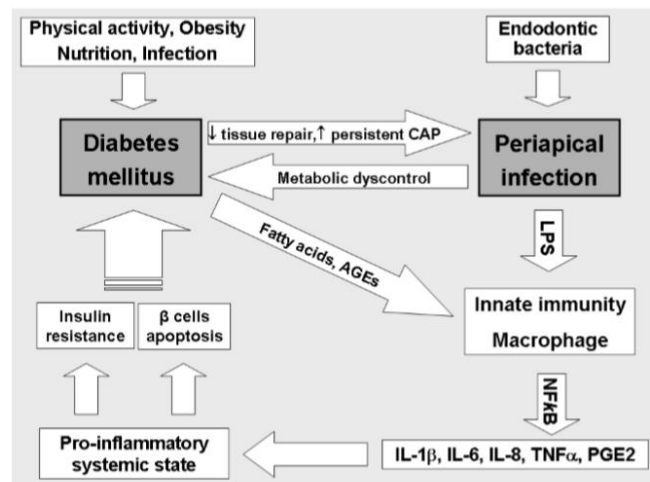 Physical activity, Obesity
Nutrition, Infection
Endodontic
bacteria
Diabetes
mellitus
↓ tissue repair,↑ persistent CAP
Periapical
infection
Metabolic dyscontrol
Fatty acids, AGEs
LPS
Innate immunity
Macrophage
Insulin
resistance
β cells
apoptosis
NFkB
Pro-inflammatory
systemic state
IL-1β, IL-6, IL-8, TNFα, PGE2